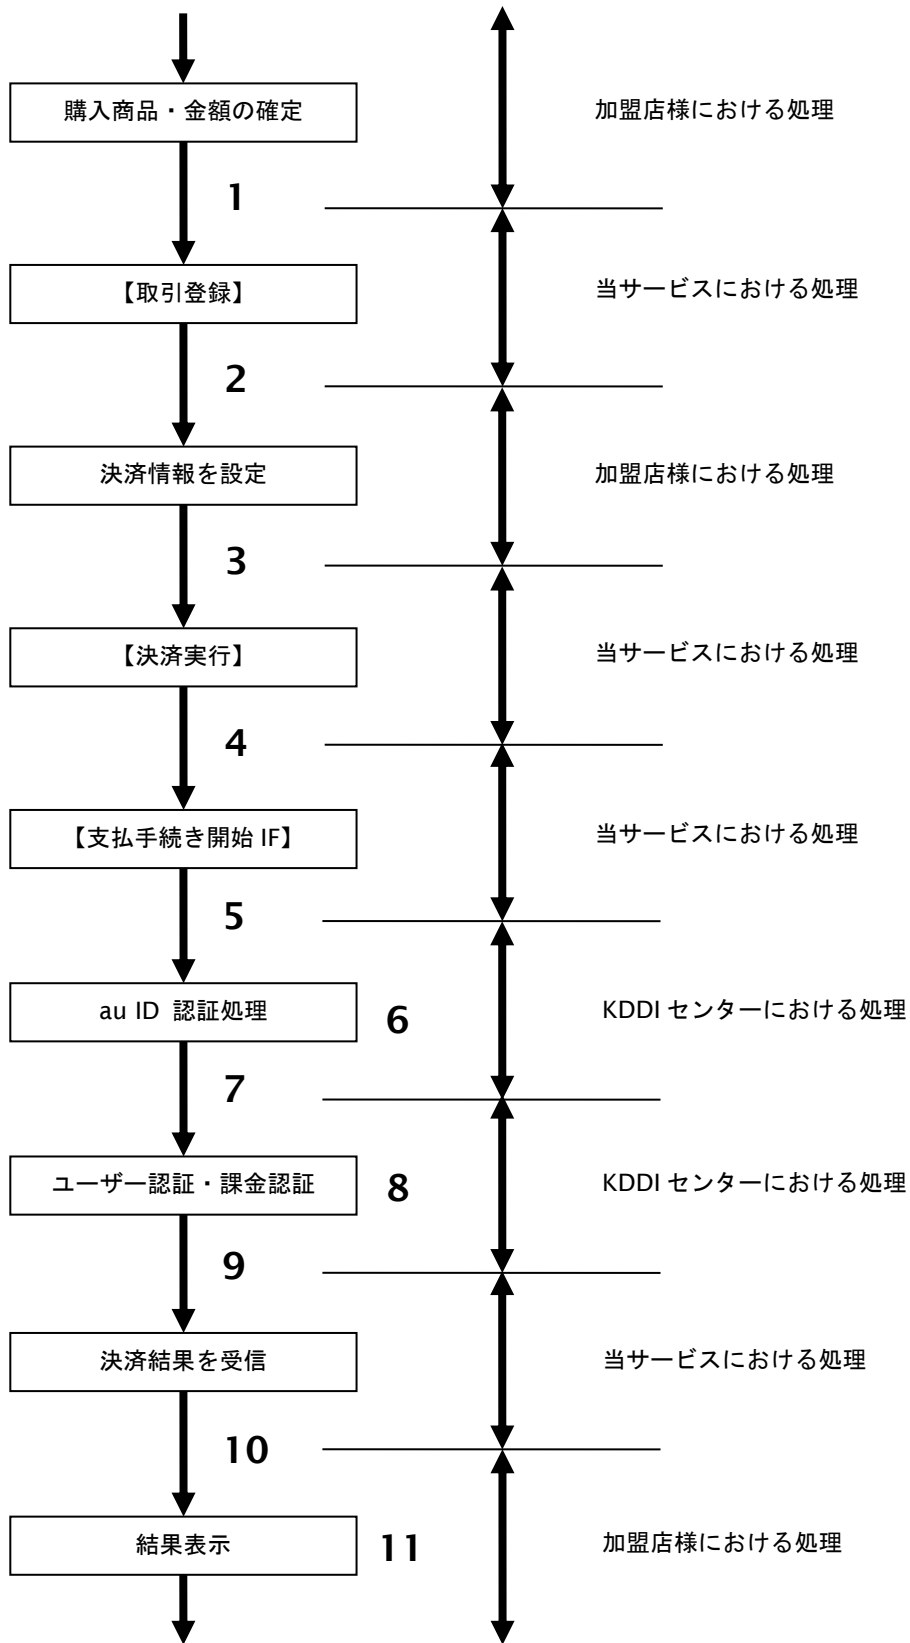 購入商品・金額の確定
加盟店様における処理
1
【取引登録】
当サービスにおける処理
2
決済情報を設定
加盟店様における処理
3
【決済実行】
当サービスにおける処理
4
【支払手続き開始 IF】
当サービスにおける処理
5
au ID 認証処理
6
KDDI センターにおける処理
7
ユーザー認証・課金認証
8
KDDI センターにおける処理
9
決済結果を受信
当サービスにおける処理
10
結果表示
11
加盟店様における処理